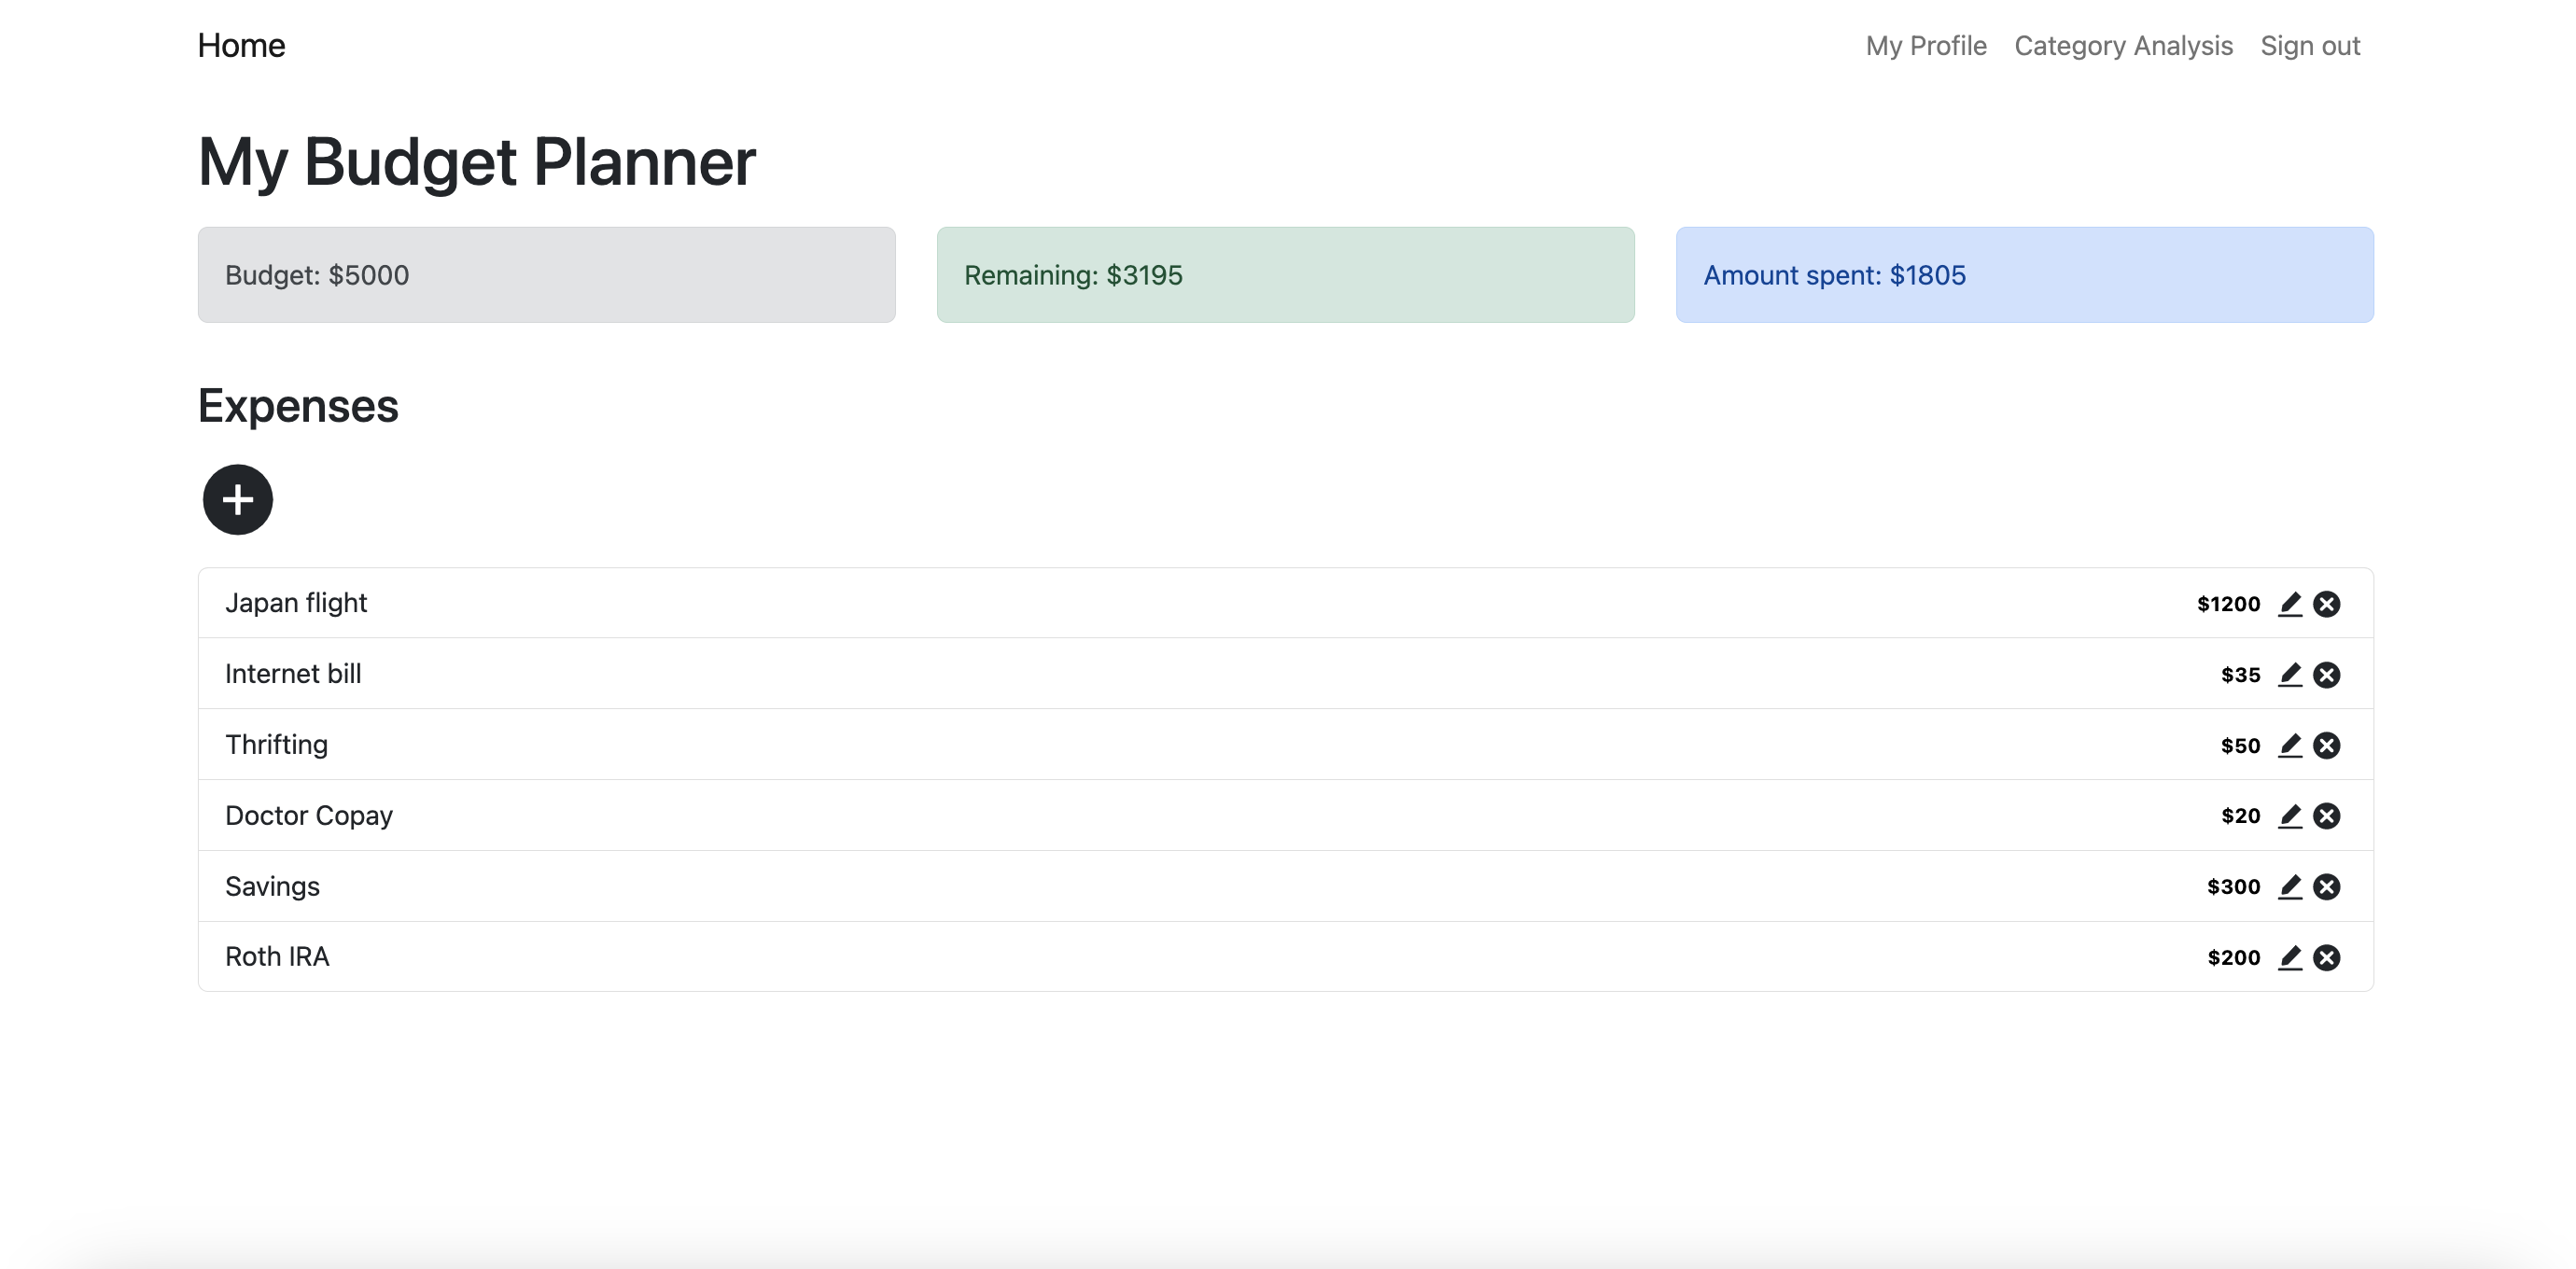 Home My Profile Category Analysis Sign out
My Budget Planner
Budget: $5000 Remaining: $3195 Amount spent: $1805
Expenses
Japan flight $1200
Internet bill $35
Thrifting $50
Doctor Copay $20
Savings $300
Roth IRA $200